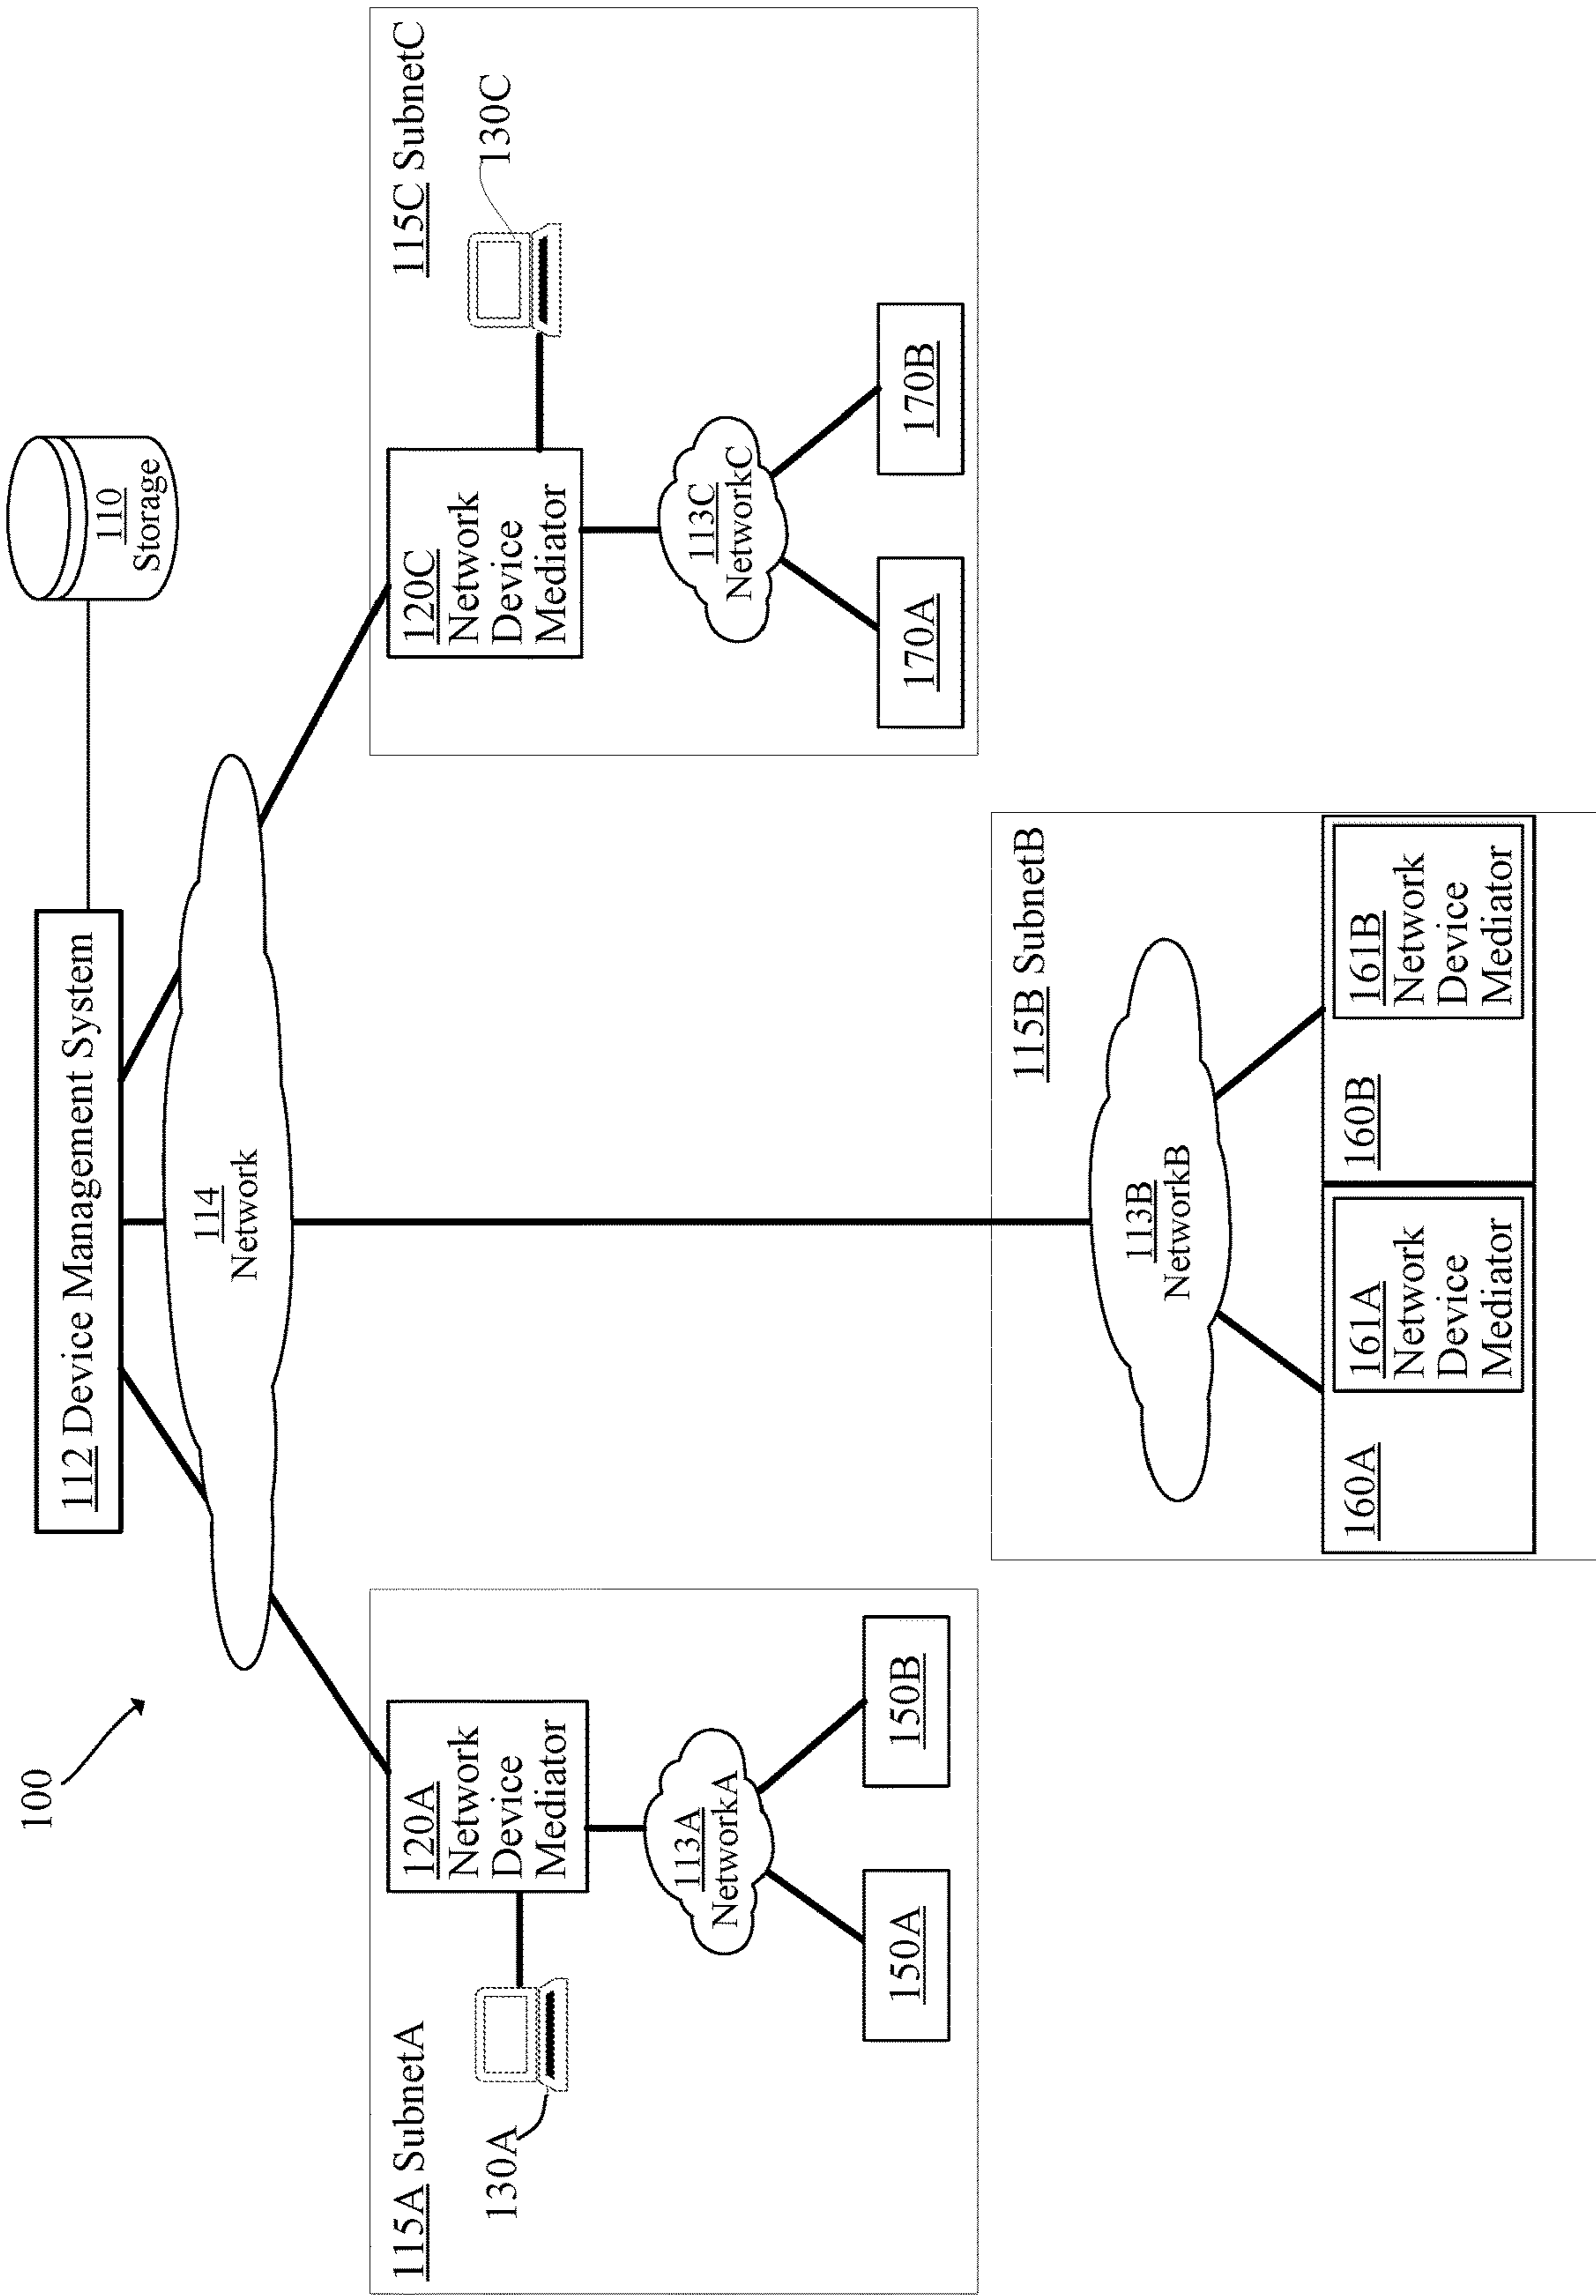 100
112 Device Management System
110
Storage
114
Network
115A SubnetA
130A
120A
Network
Device
Mediator
113A
NetworkA
150A
150B
115B SubnetB
113B
NetworkB
160A
161A
Network
Device
Mediator
160B
161B
Network
Device
Mediator
115C SubnetC
130C
120C
Network
Device
Mediator
113C
NetworkC
170A
170B